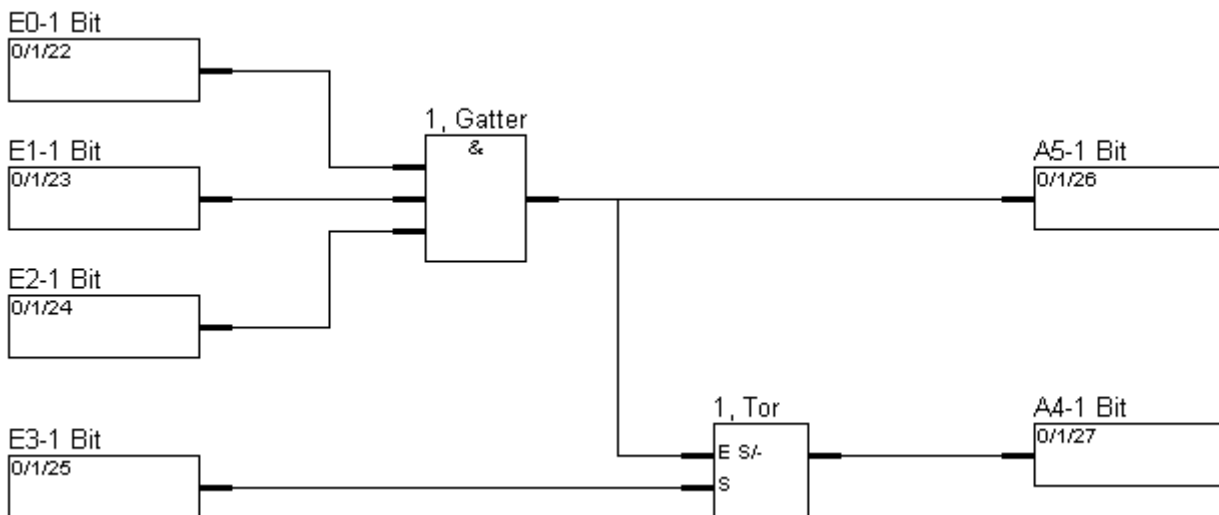 E0-1 Bit
0/1/22
1, Gatter
&
E1-1 Bit
0/1/23
A5-1 Bit
0/1/26
E2-1 Bit
0/1/24
1, Tor
E S/-
S
A4-1 Bit
0/1/27
E3-1 Bit
0/1/25